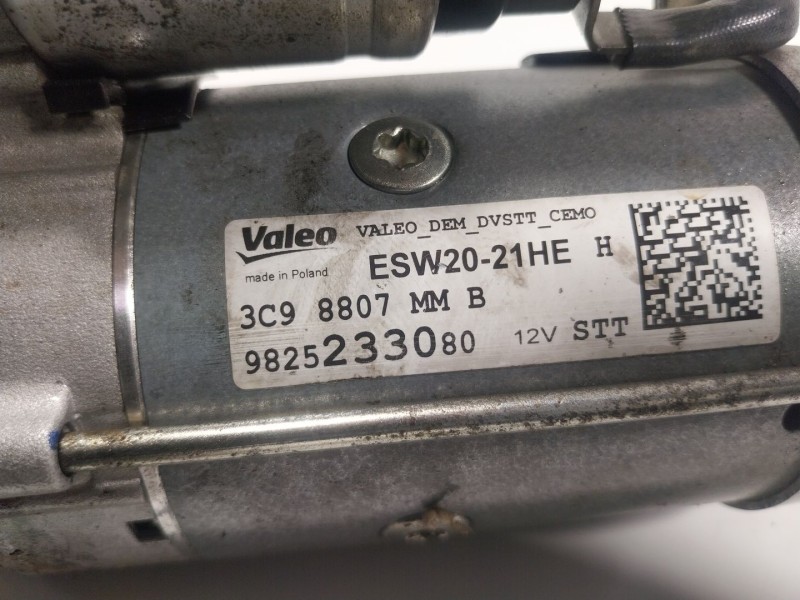 Valeo VALEO_DEM_DVSTT_CEMO
made in Poland ESW20-21HE H
3C9 8807 MM B
9825233080 12V STT